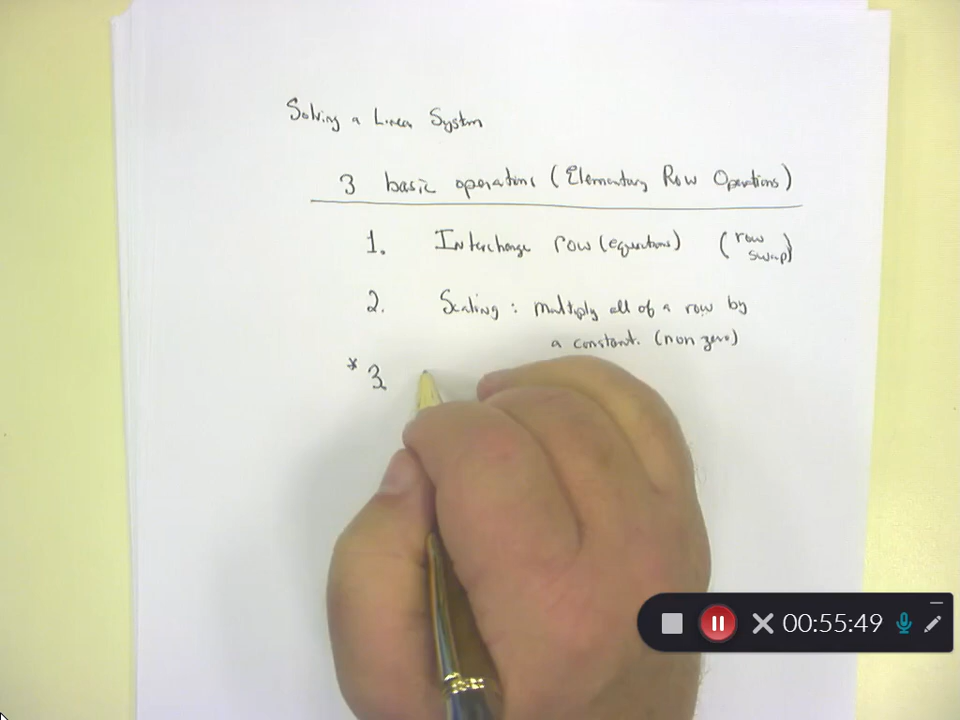 Solving a Linear System
3 basic operations (Elementary Row Operations)
1. Interchange row (equations) (row swap)
2. Scaling : multiply all of a row by
a constant. (non zero)
* 3.
00:55:49